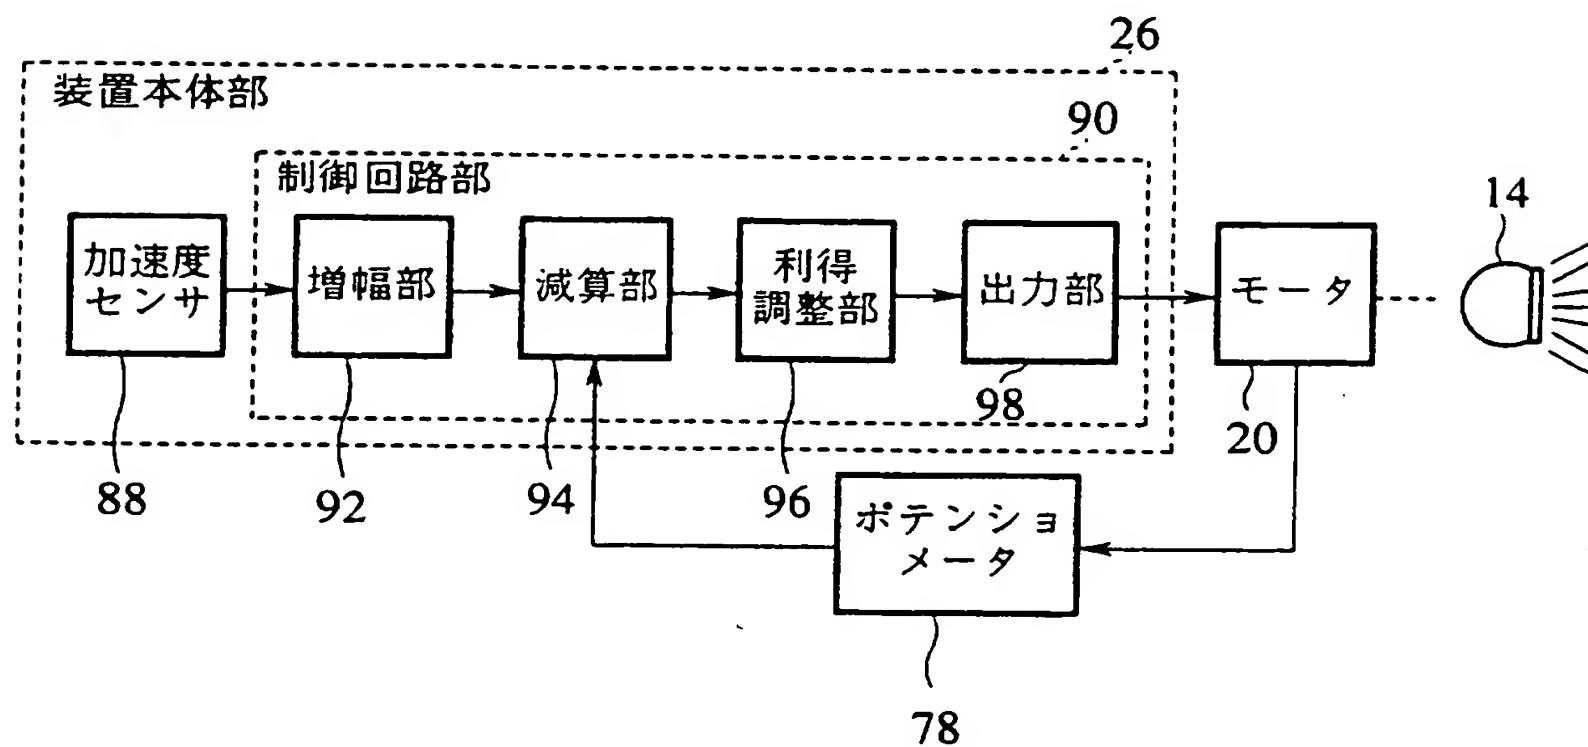 26
装置本体部
90
制御回路部
14
加速度
センサ
増幅部
減算部
利得
調整部
出力部
モータ
88
92
94
96
98
20
ポテンショ
メータ
78